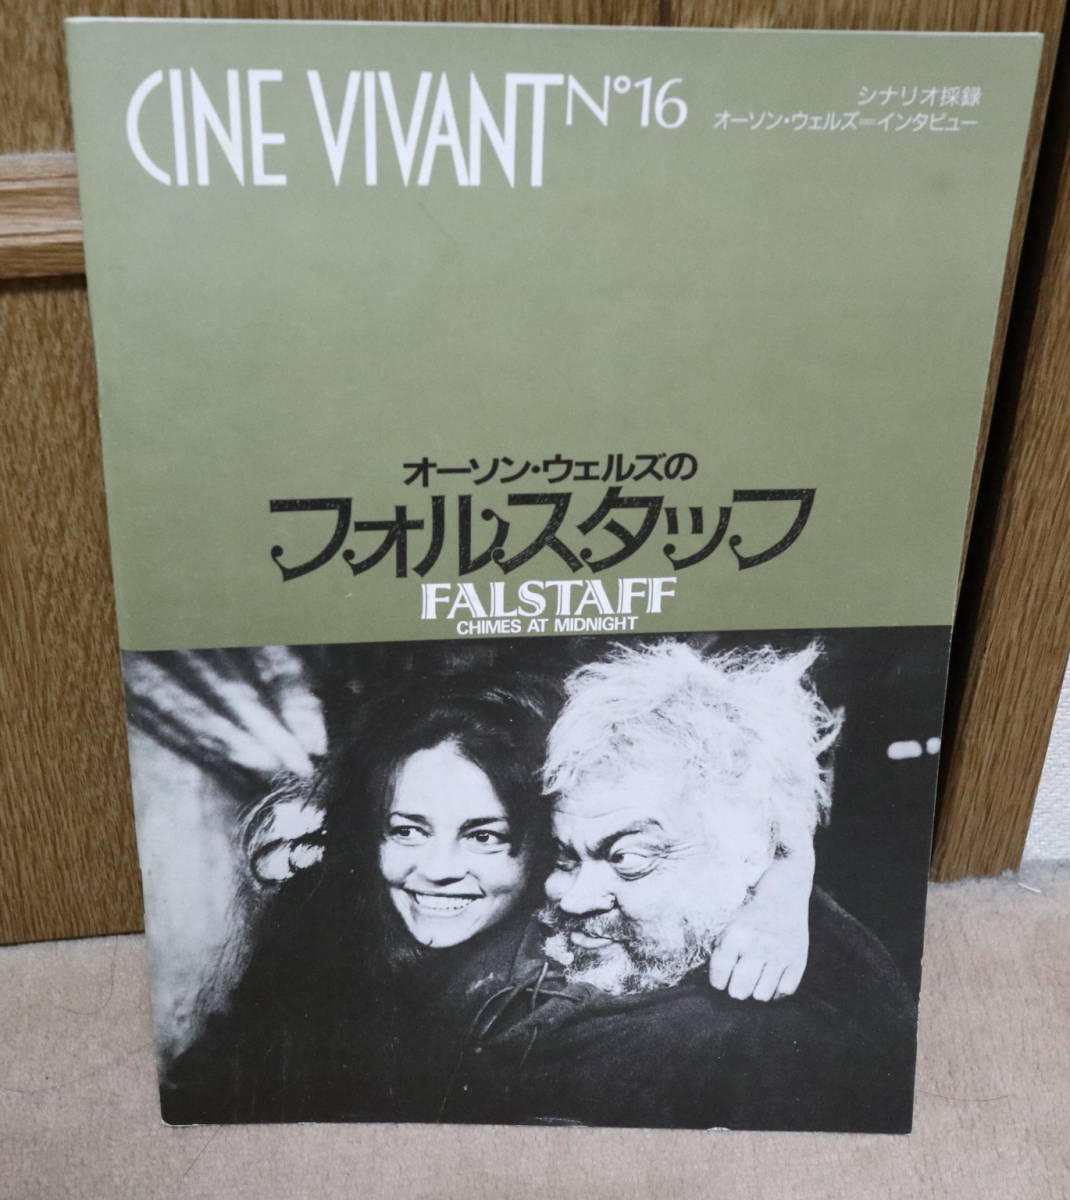 CINE VIVANT N°16
シナリオ採録
オーソン・ウェルズ=インタビュー
オーソン・ウェルズの
フォルスタッフ
FALSTAFF
CHIMES AT MIDNIGHT